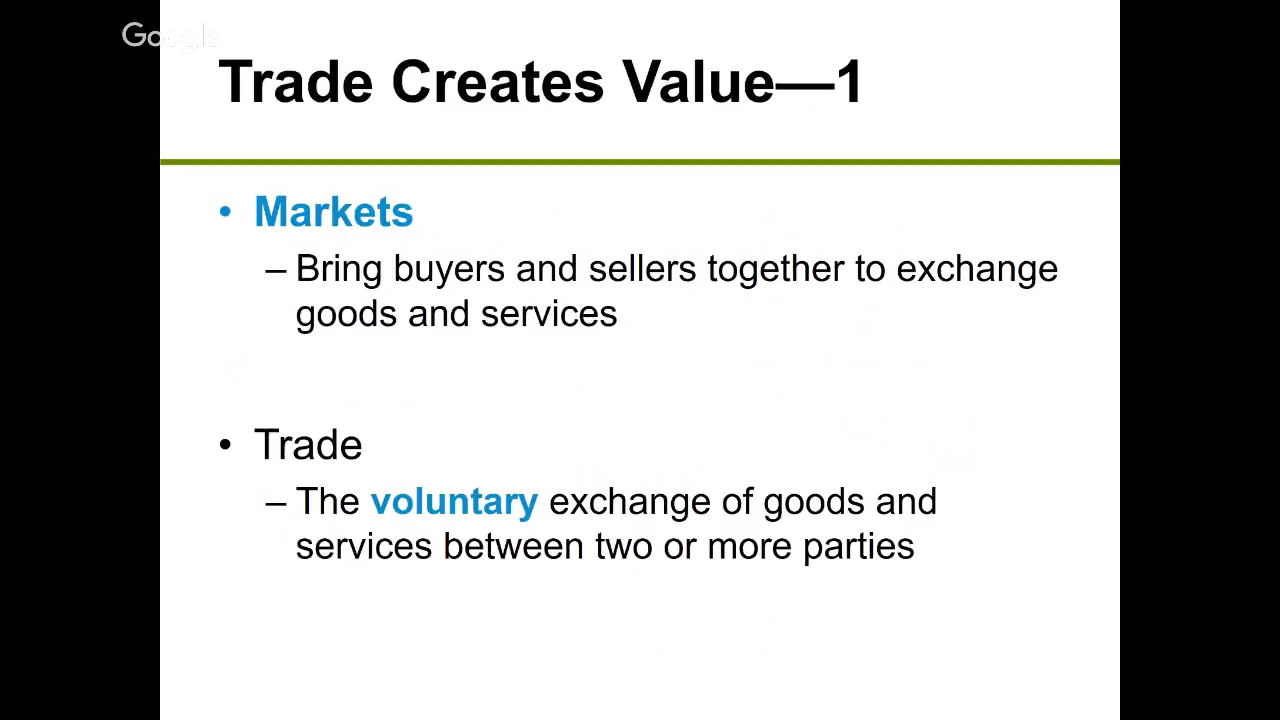 Google
Trade Creates Value—1
• Markets
– Bring buyers and sellers together to exchange
goods and services
• Trade
– The voluntary exchange of goods and
services between two or more parties